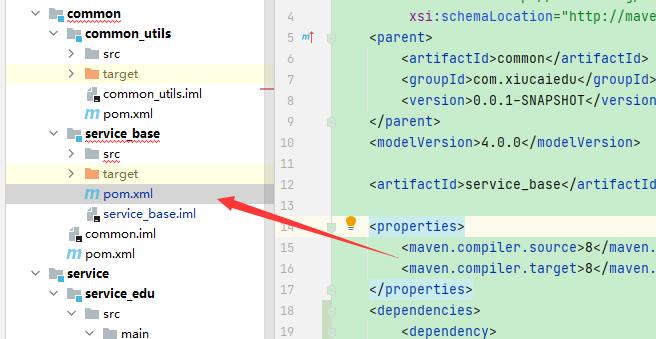 common
common_utils
src
target
common_utils.iml
pom.xml
service_base
src
target
pom.xml
service_base.iml
common.iml
pom.xml
service
service_edu
src
main
4 xsi:schemaLocation="http://mave
5 <parent>
6 <artifactId>common</artifactId>
7 <groupId>com.xiucaiedu</groupId>
8 <version>0.0.1-SNAPSHOT</version
9 </parent>
10 <modelVersion>4.0.0</modelVersion>
11
12 <artifactId>service_base</artifactId
13
14 <properties>
15 <maven.compiler.source>8</maven.
16 <maven.compiler.target>8</maven.
17 </properties>
18 <dependencies>
19 <dependency>